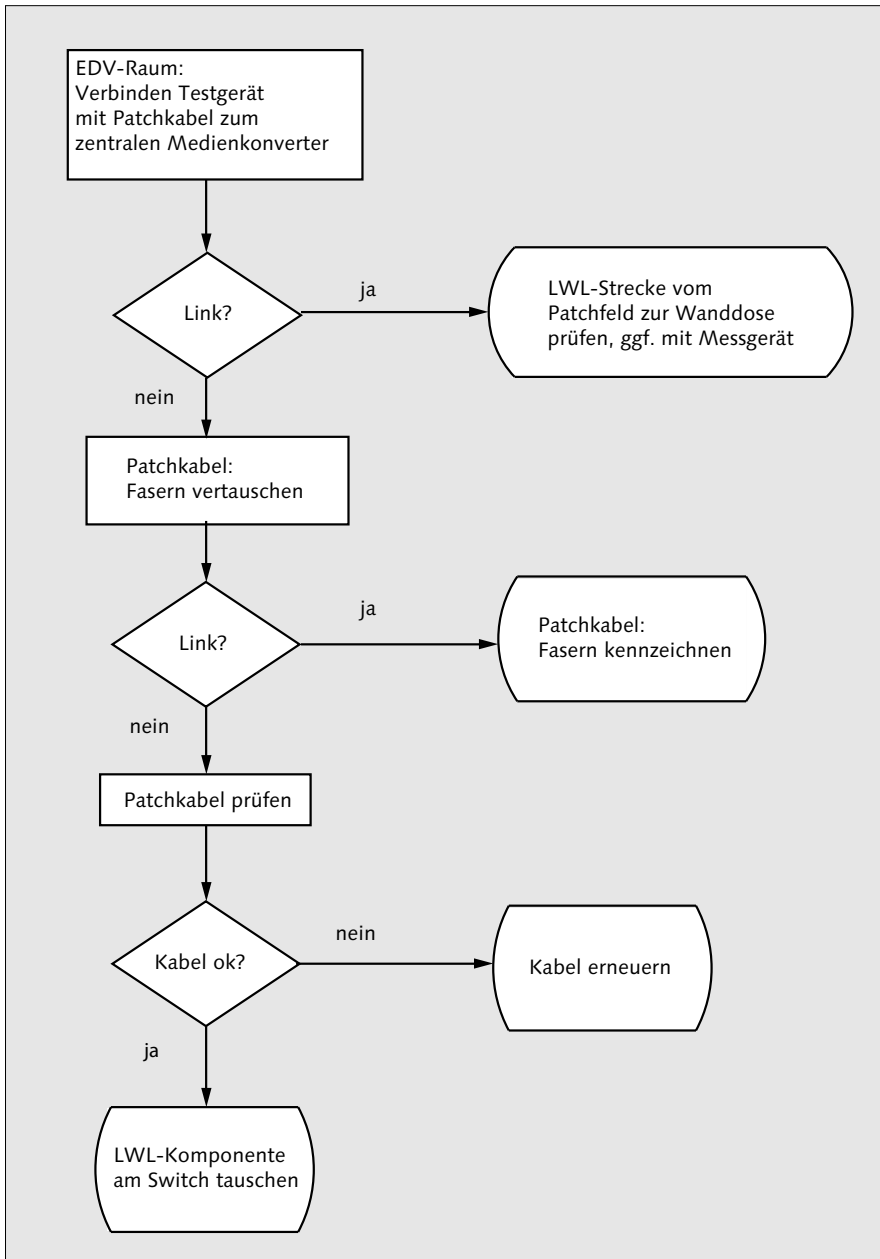 EDV-Raum:
Verbinden Testgerät
mit Patchkabel zum
zentralen Medienkonverter
Link?
ja
LWL-Strecke vom
Patchfeld zur Wanddose
prüfen, ggf. mit Messgerät
nein
Patchkabel:
Fasern vertauschen
Link?
ja
Patchkabel:
Fasern kennzeichnen
nein
Patchkabel prüfen
Kabel ok?
nein
Kabel erneuern
ja
LWL-Komponente
am Switch tauschen